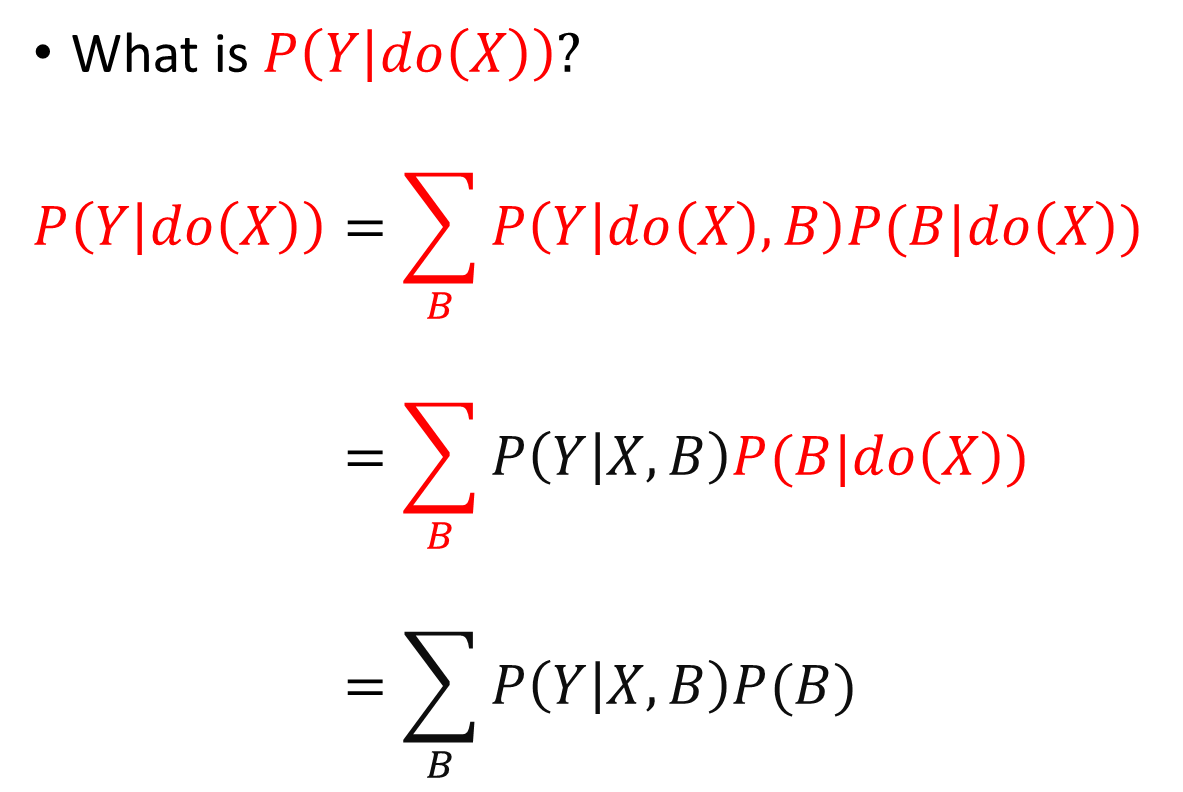 • What is P(Y|do(X))?
P(Y|do(X)) = ∑_B P(Y|do(X), B)P(B|do(X))
= ∑_B P(Y|X, B)P(B|do(X))
= ∑_B P(Y|X, B)P(B)